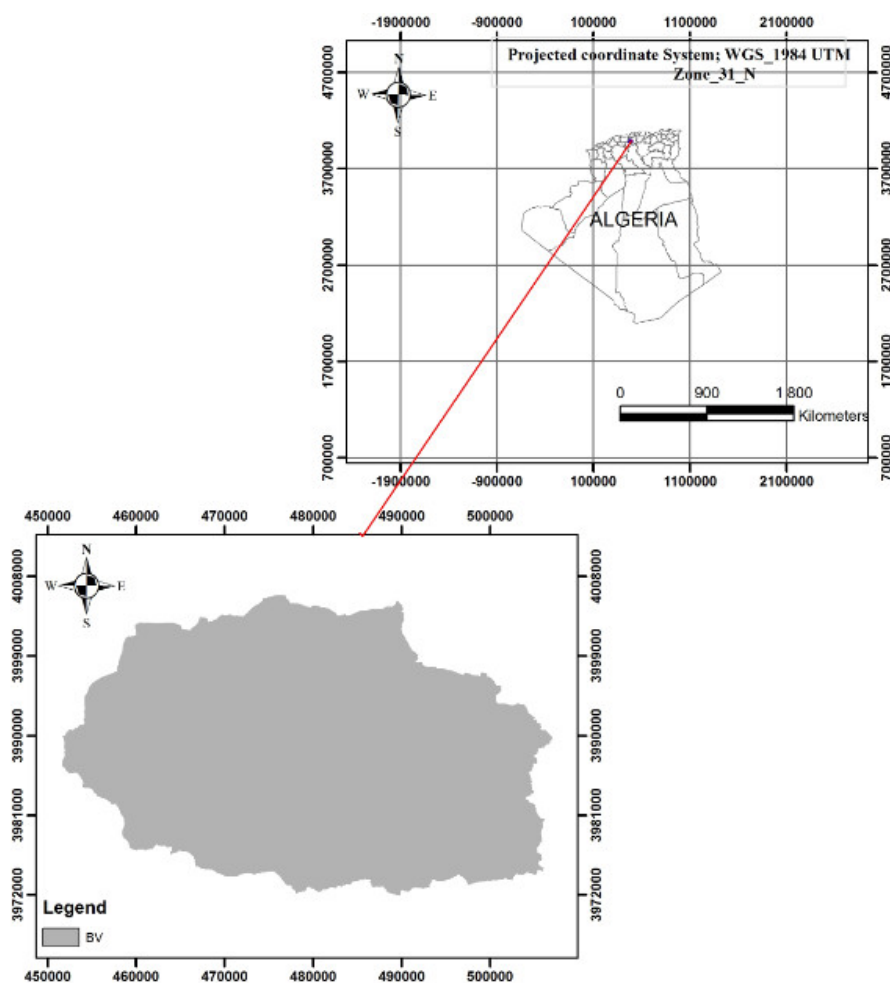 -1900000 -900000 100000 1100000 2100000
Projected coordinate System; WGS_1984 UTM
Zone_31_N
N
W E
S
4700000 4700000
3700000 3700000
ALGERIA
2700000 2700000
1700000 1700000
0 900 1 800
Kilometers
700000 700000
-1900000 -900000 100000 1100000 2100000
450000 460000 470000 480000 490000 500000
N
W E
S
4008000 4008000
3999000 3999000
3990000 3990000
3981000 3981000
3972000 3972000
Legend
BV
450000 460000 470000 480000 490000 500000